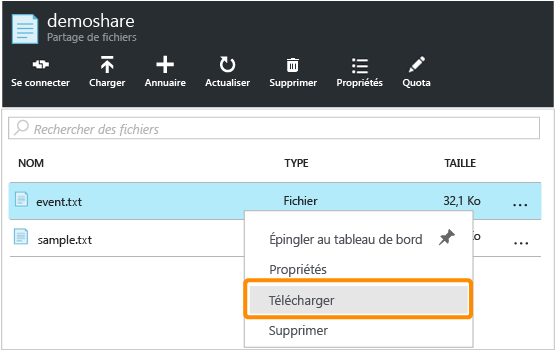 demoshare
Partage de fichiers
Se connecter Charger Annuaire Actualiser Supprimer Propriétés Quota
Rechercher des fichiers
NOM TYPE TAILLE
event.txt Fichier 32,1 Ko ...
sample.txt Ko ...
Épingler au tableau de bord
Propriétés
Télécharger
Supprimer